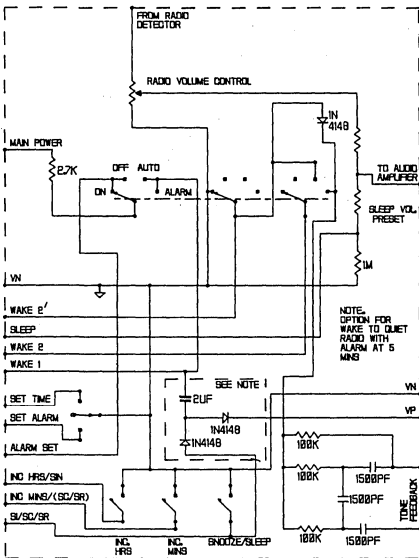 FROM RADIO
DETECTOR
RADIO VOLUME CONTROL
1N
4148
MAIN POWER
2.7K
OFF AUTO
ON
ALARM
TO AUDIO
AMPLIFIER
SLEEP VOL
PRESET
1M
VN
WAKE 2'
SLEEP
WAKE 2
WAKE 1
NOTE.
OPTION FOR
WAKE TO QUIET
RADIO WITH
ALARM AT 5
MINS
SEE NOTE 1
2UF
VN
VP
1N4148
1N4148
SET TIME
SET ALARM
ALARM SET
100K
100K
1500PF
1500PF
100K
1500PF
TONE
FEEDBACK
INC HRS/SIN
INC MINS/(SC/SR)
SI/SC/SR
INC.
HRS
INC.
MINS
SNOOZE/SLEEP